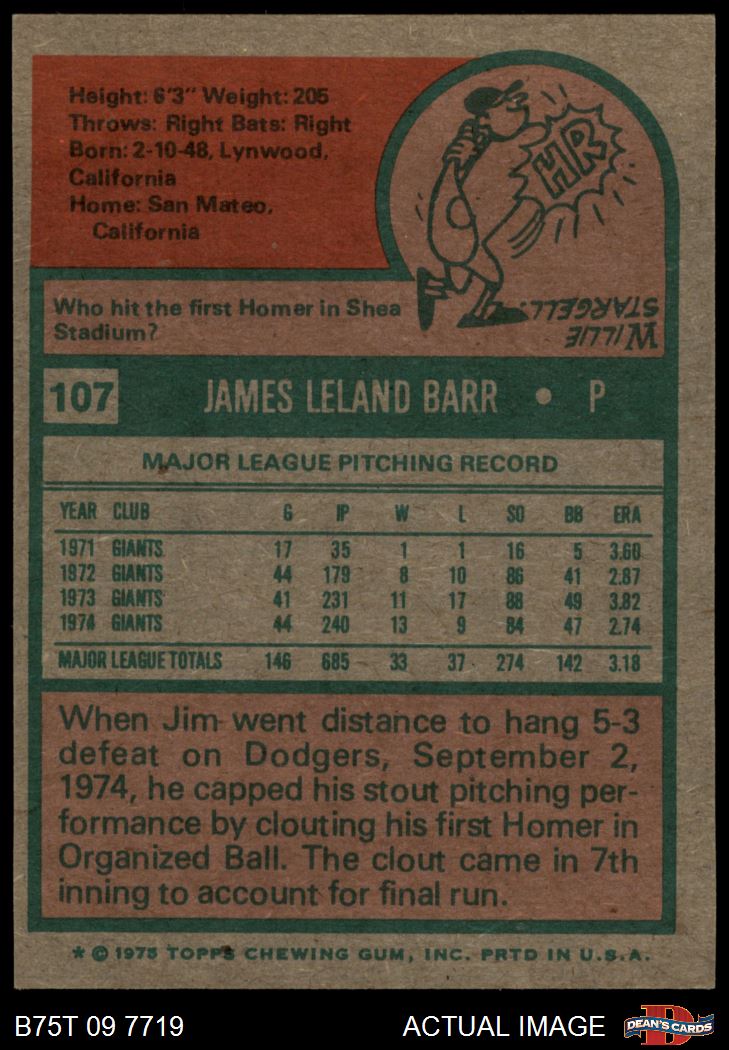 Height: 6'3" Weight: 205
Throws: Right Bats: Right
Born: 2-10-48, Lynwood,
California
Home: San Mateo,
California
HR
Who hit the first Homer in Shea
Stadium?
WILLIE
STARGELL.
107 JAMES LELAND BARR • P
MAJOR LEAGUE PITCHING RECORD
YEAR CLUB G IP W L SO BB ERA
1971 GIANTS 17 35 1 1 16 5 3.60
1972 GIANTS 44 179 8 10 86 41 2.87
1973 GIANTS 41 231 11 17 88 49 3.82
1974 GIANTS 44 240 13 9 84 47 2.74
MAJOR LEAGUE TOTALS 146 685 33 37 274 142 3.18
When Jim went distance to hang 5-3
defeat on Dodgers, September 2,
1974, he capped his stout pitching per-
formance by clouting his first Homer in
Organized Ball. The clout came in 7th
inning to account for final run.
* © 1975 TOPPS CHEWING GUM, INC. PRTD IN U.S.A.
B75T 09 7719 ACTUAL IMAGE
D
DEAN'S CARDS